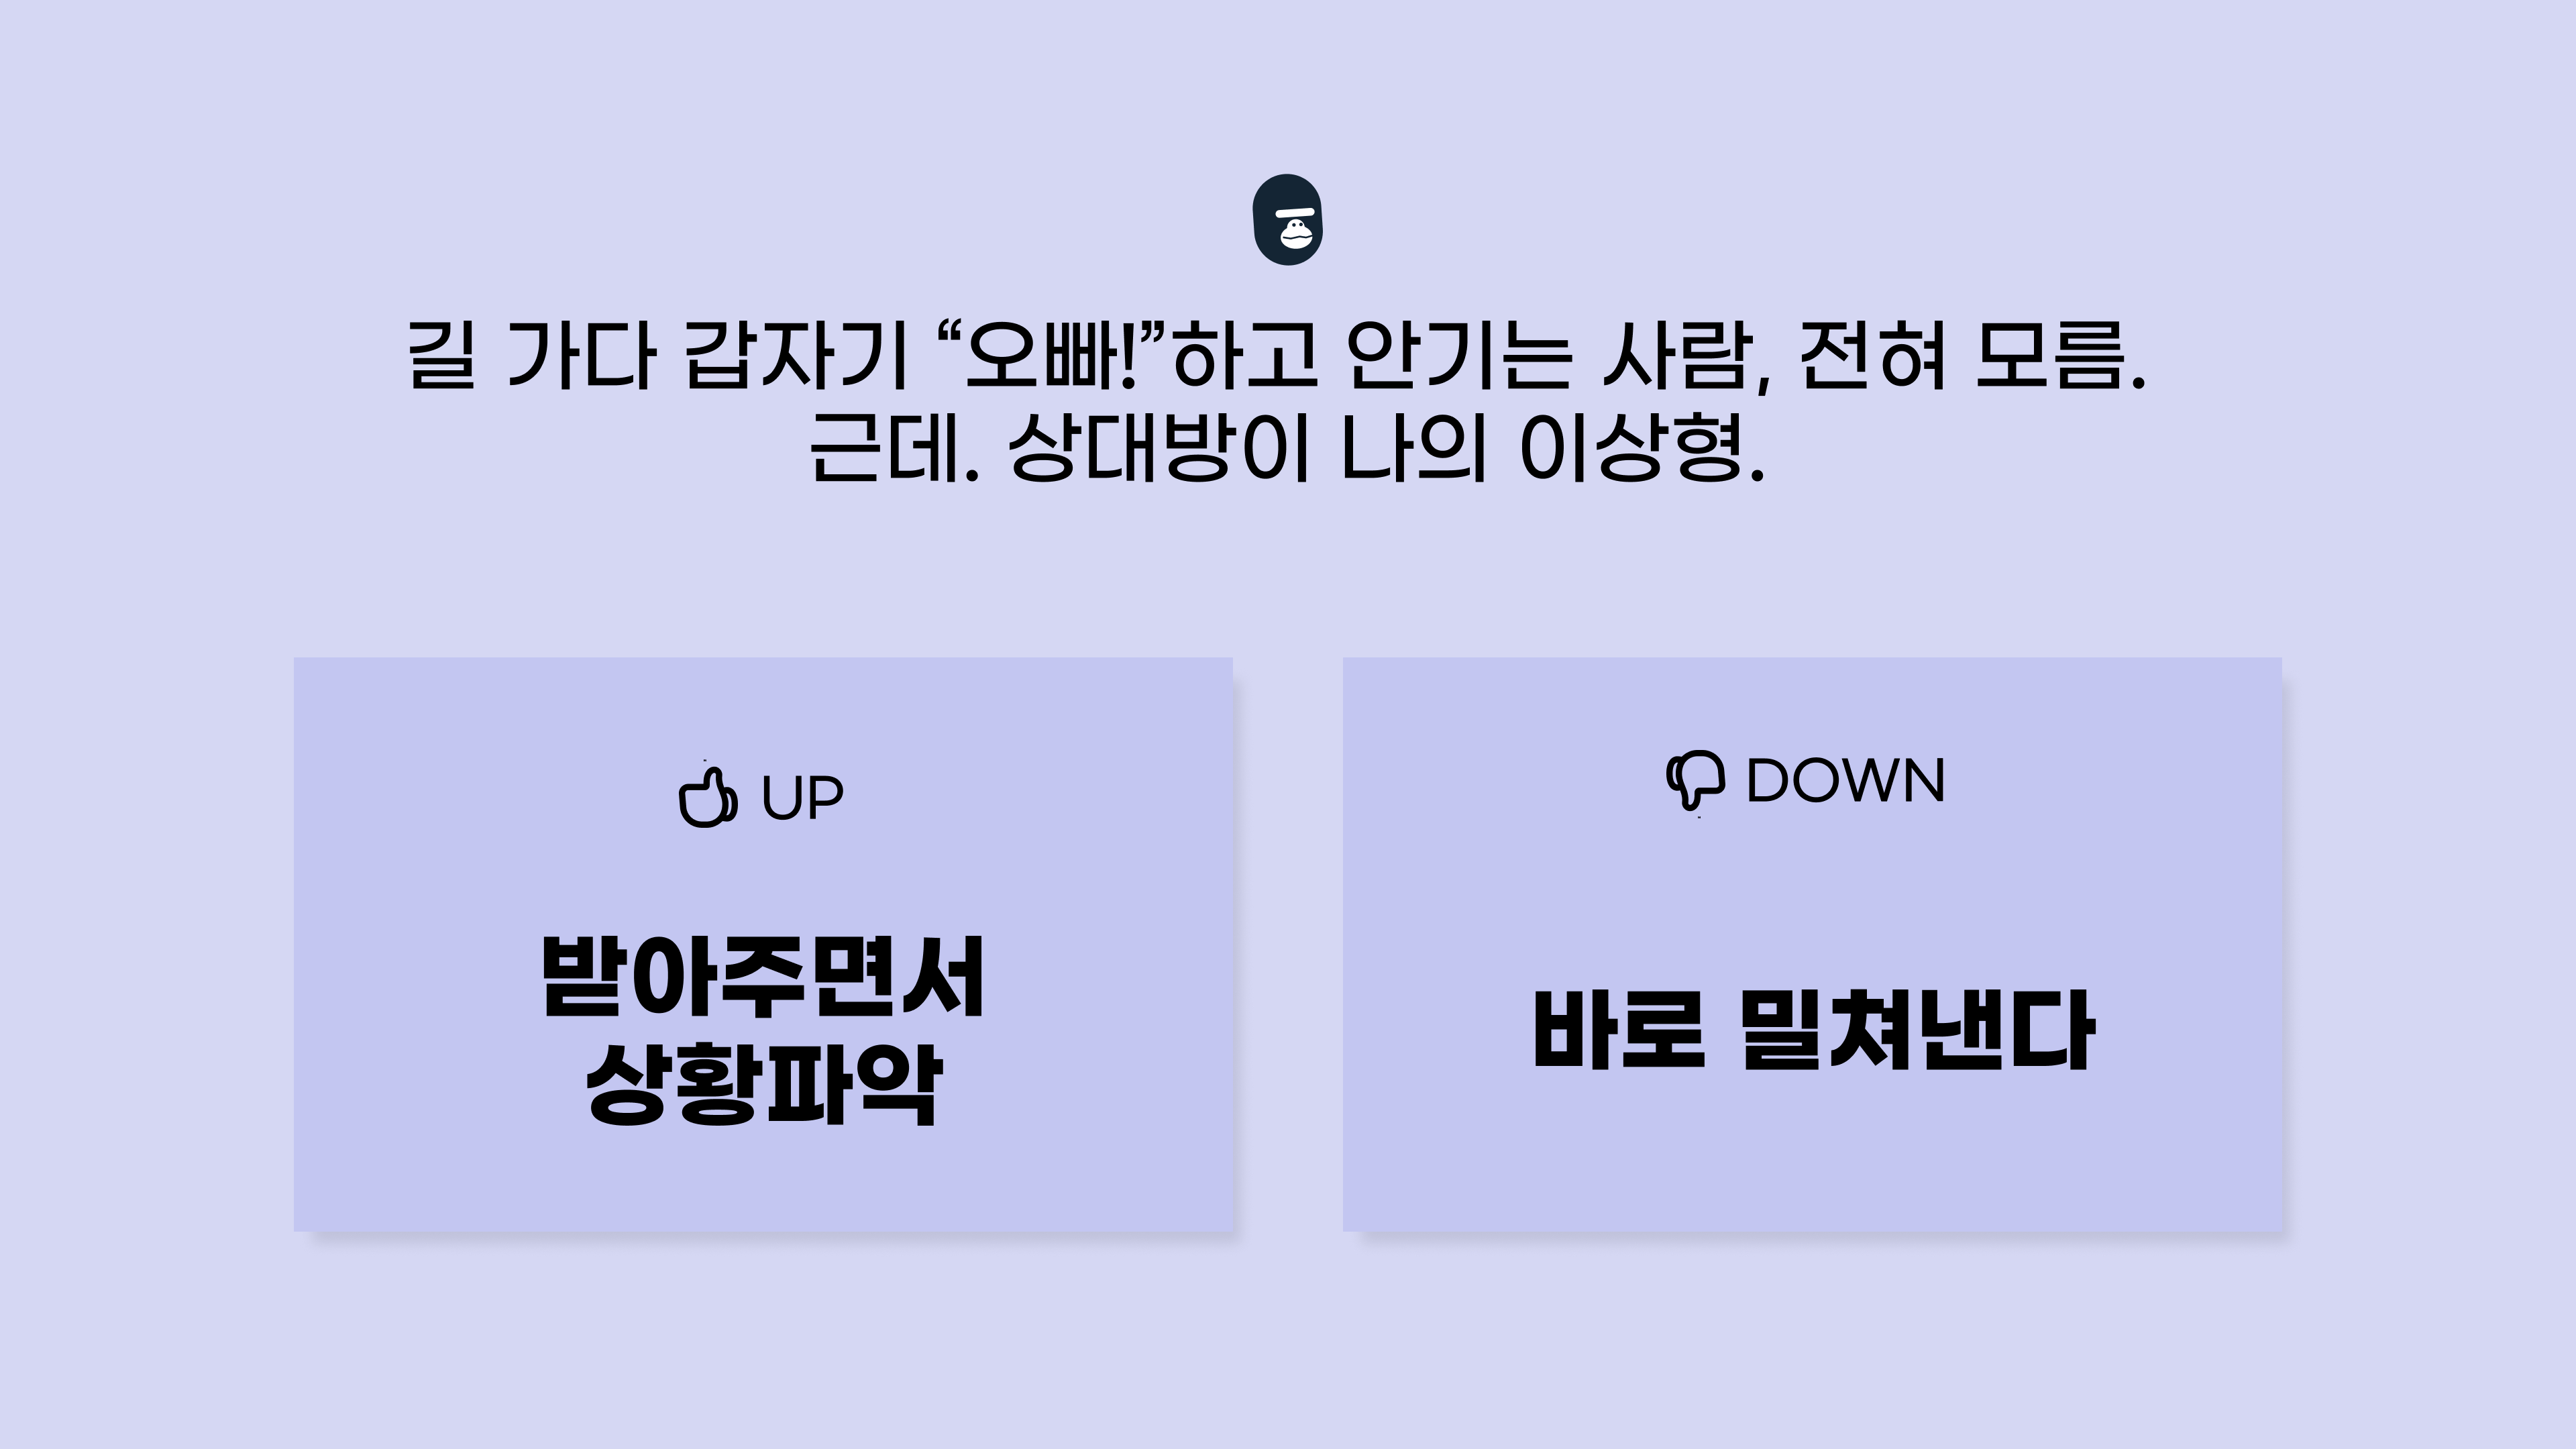 길 가다 갑자기 “오빠!”하고 안기는 사람, 전혀 모름.
근데. 상대방이 나의 이상형.
UP
받아주면서
상황파악
DOWN
바로 밀쳐낸다